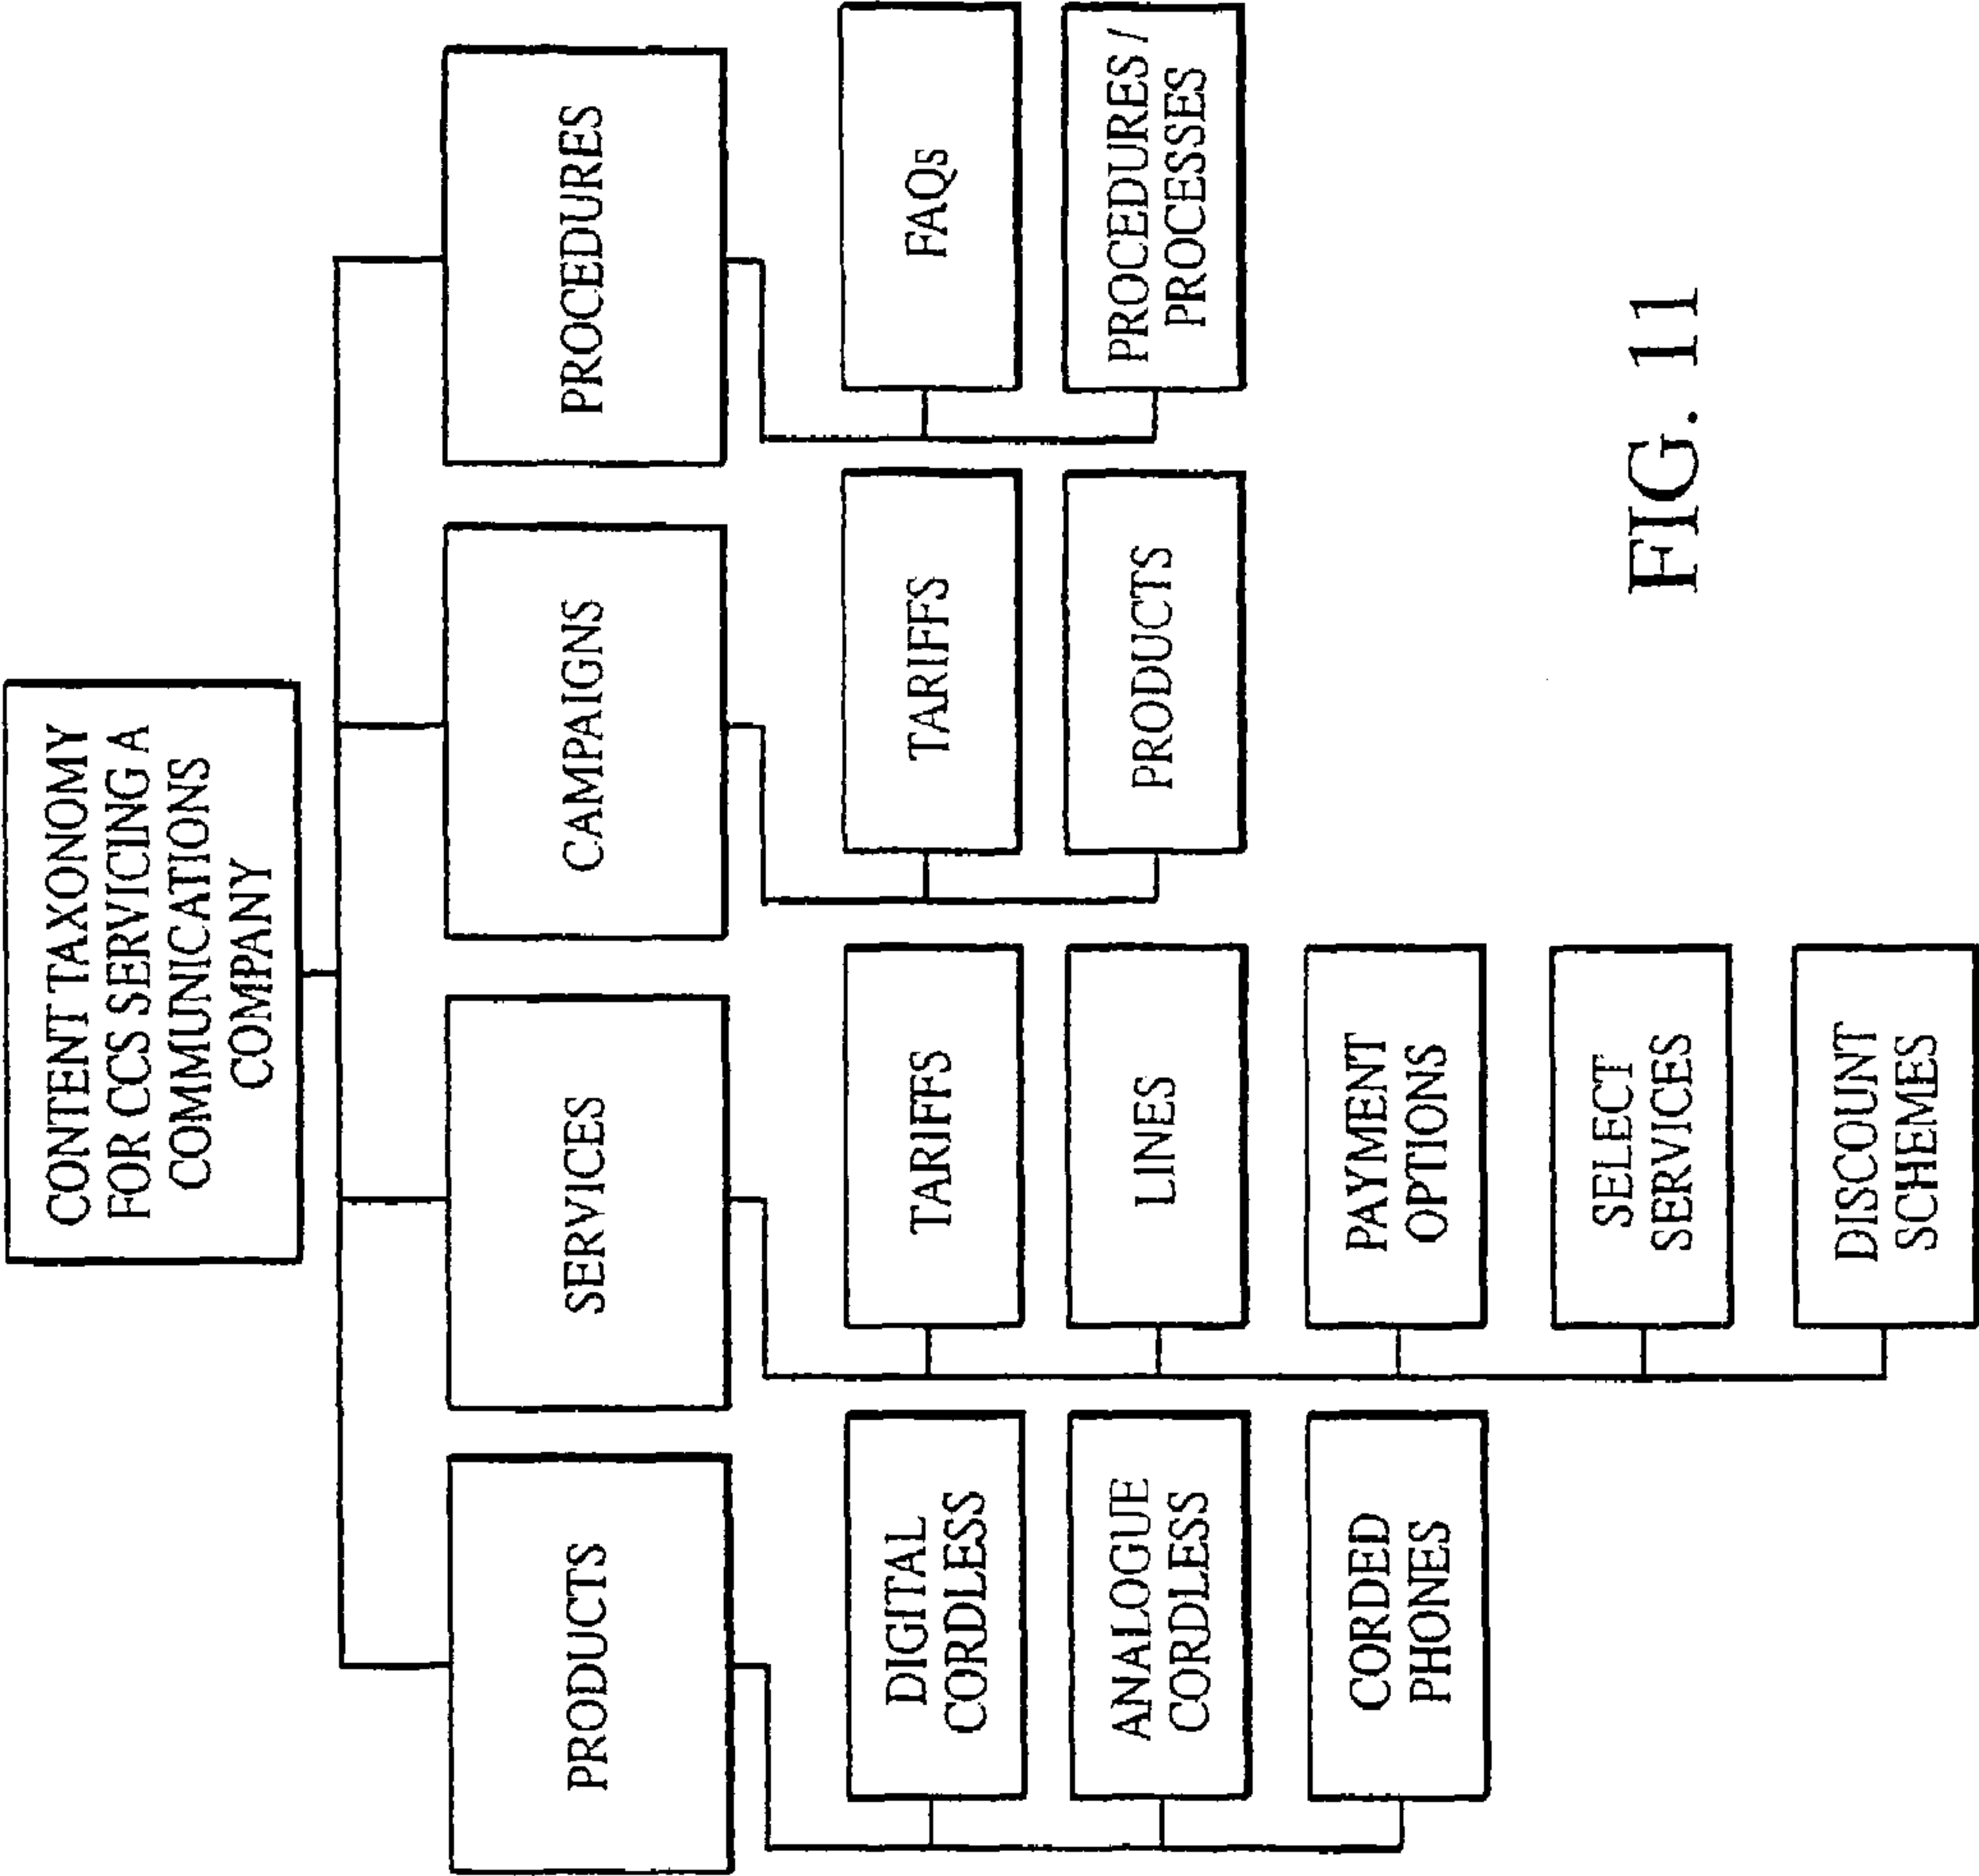 CONTENT TAXONOMY
FOR CCS SERVICING A
COMMUNICATIONS
COMPANY
PRODUCTS
SERVICES
CAMPAIGNS
PROCEDURES
DIGITAL
CORDLESS
ANALOGUE
CORDLESS
CORDED
PHONES
TARIFFS
LINES
PAYMENT
OPTIONS
SELECT
SERVICES
DISCOUNT
SCHEMES
TARIFFS
PRODUCTS
FAQs
PROCEDURES /
PROCESSES
FIG. 11